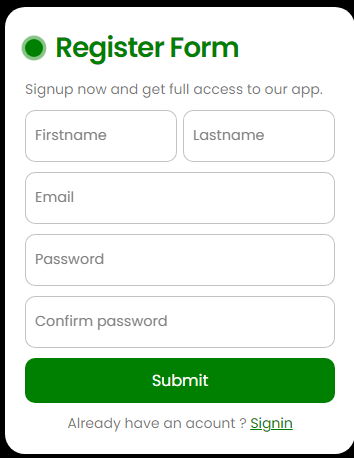 Register Form
Signup now and get full access to our app.
Firstname Lastname
Email
Password
Confirm password
Submit
Already have an acount ? Signin